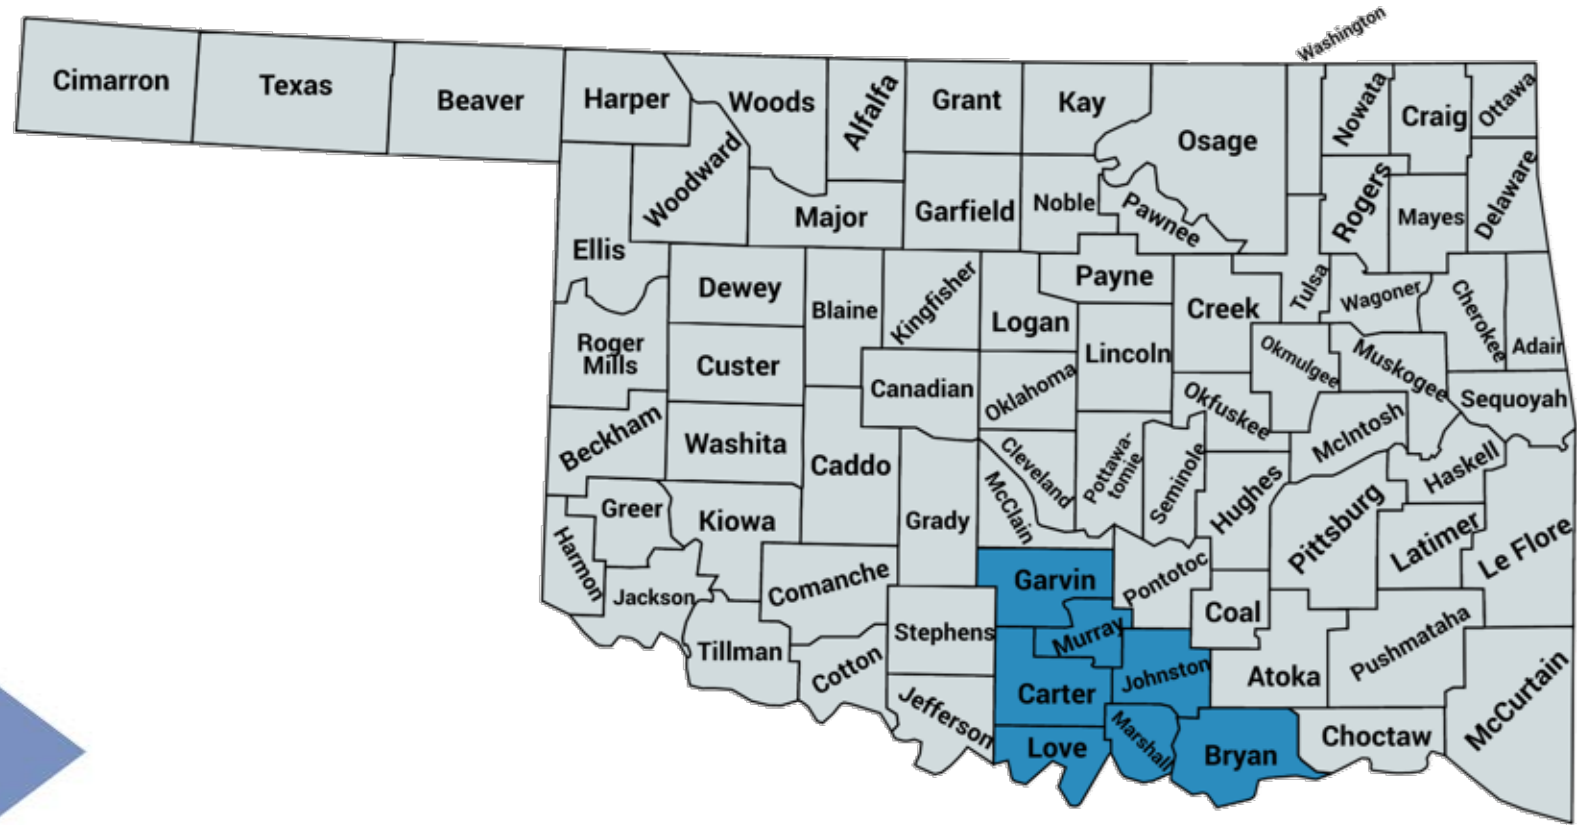 Washington
Cimarron
Texas
Beaver
Harper
Woods
Alfalfa
Grant
Kay
Osage
Nowata
Craig
Ottawa
Woodward
Ellis
Major
Garfield
Noble
Pawnee
Rogers
Mayes
Delaware
Dewey
Blaine
Kingfisher
Logan
Payne
Creek
Tulsa
Wagoner
Cherokee
Adair
Roger
Mills
Custer
Canadian
Oklahoma
Lincoln
Okmulgee
Muskogee
Sequoyah
Beckham
Washita
Caddo
Grady
McClain
Cleveland
Pottawa-
tomie
Seminole
Okfuskee
Hughes
McIntosh
Haskell
Greer
Kiowa
Harmon
Jackson
Comanche
Garvin
Pontotoc
Pittsburg
Latimer
Le Flore
Tillman
Cotton
Stephens
Murray
Coal
Johnston
Atoka
Pushmataha
Jefferson
Carter
Love
Marshall
Bryan
Choctaw
McCurtain